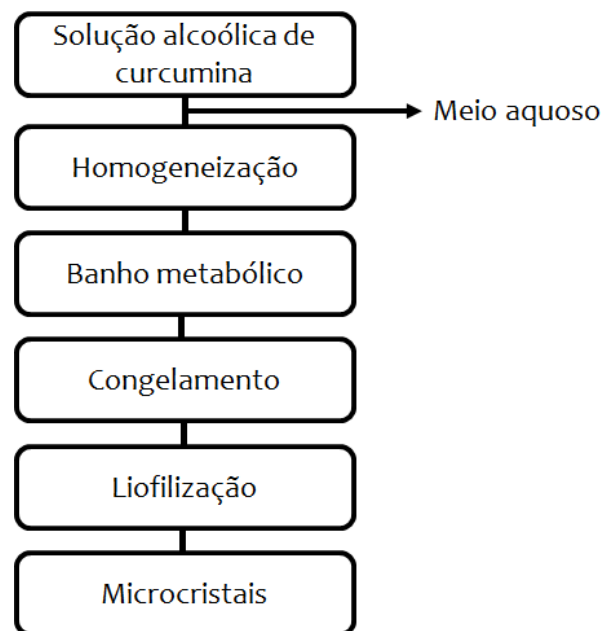 Solução alcoólica de
curcumina
Meio aquoso
Homogeneização
Banho metabólico
Congelamento
Liofilização
Microcristais